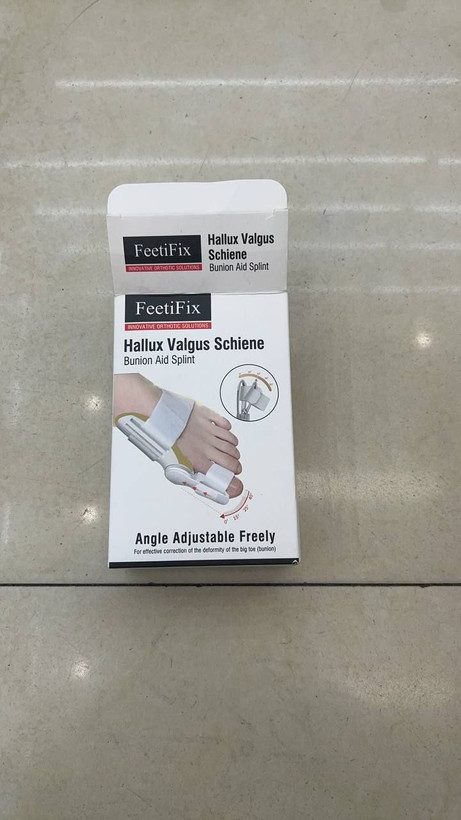 FeetiFix
INNOVATIVE ORTHOTIC SOLUTIONS
Hallux Valgus
Schiene
Bunion Aid Splint
FeetiFix
INNOVATIVE ORTHOTIC SOLUTIONS
Hallux Valgus Schiene
Bunion Aid Splint
Angle Adjustable Freely
For effective correction of the deformity of the big toe (bunion)